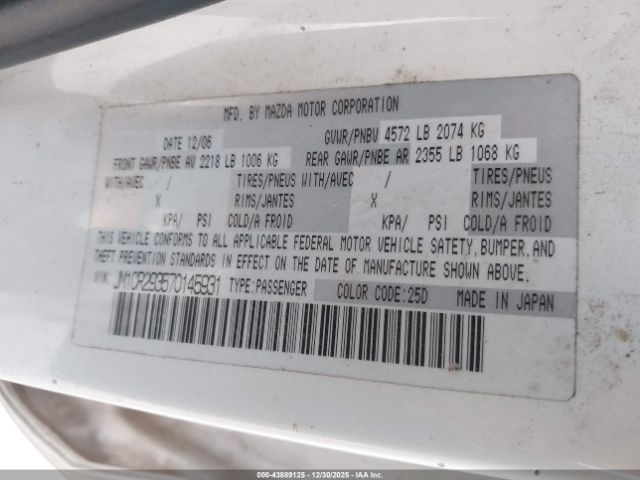 MFD. BY MAZDA MOTOR CORPORATION
DATE 12/06 GVWR/PNBV 4572 LB 2074 KG
FRONT GAWR/PNBE AV 2218 LB 1006 KG REAR GAWR/PNBE AR 2355 LB 1068 KG
WITH/AVEC / TIRES/PNEUS WITH/AVEC / TIRES/PNEUS
X RIMS/JANTES X RIMS/JANTES
KPA/ PSI COLD/A FROID KPA/ PSI COLD/A FROID
THIS VEHICLE CONFORMS TO ALL APPLICABLE FEDERAL MOTOR VEHICLE SAFETY, BUMPER, AND
THEFT PREVENTION STANDARDS IN EFFECT ON THE DATE OF MANUFACTURE SHOWN ABOVE.
VIN: JM1CR293570145931 TYPE:PASSENGER COLOR CODE:25D MADE IN JAPAN
000-43889125 - 12/30/2025 - IAAI.com